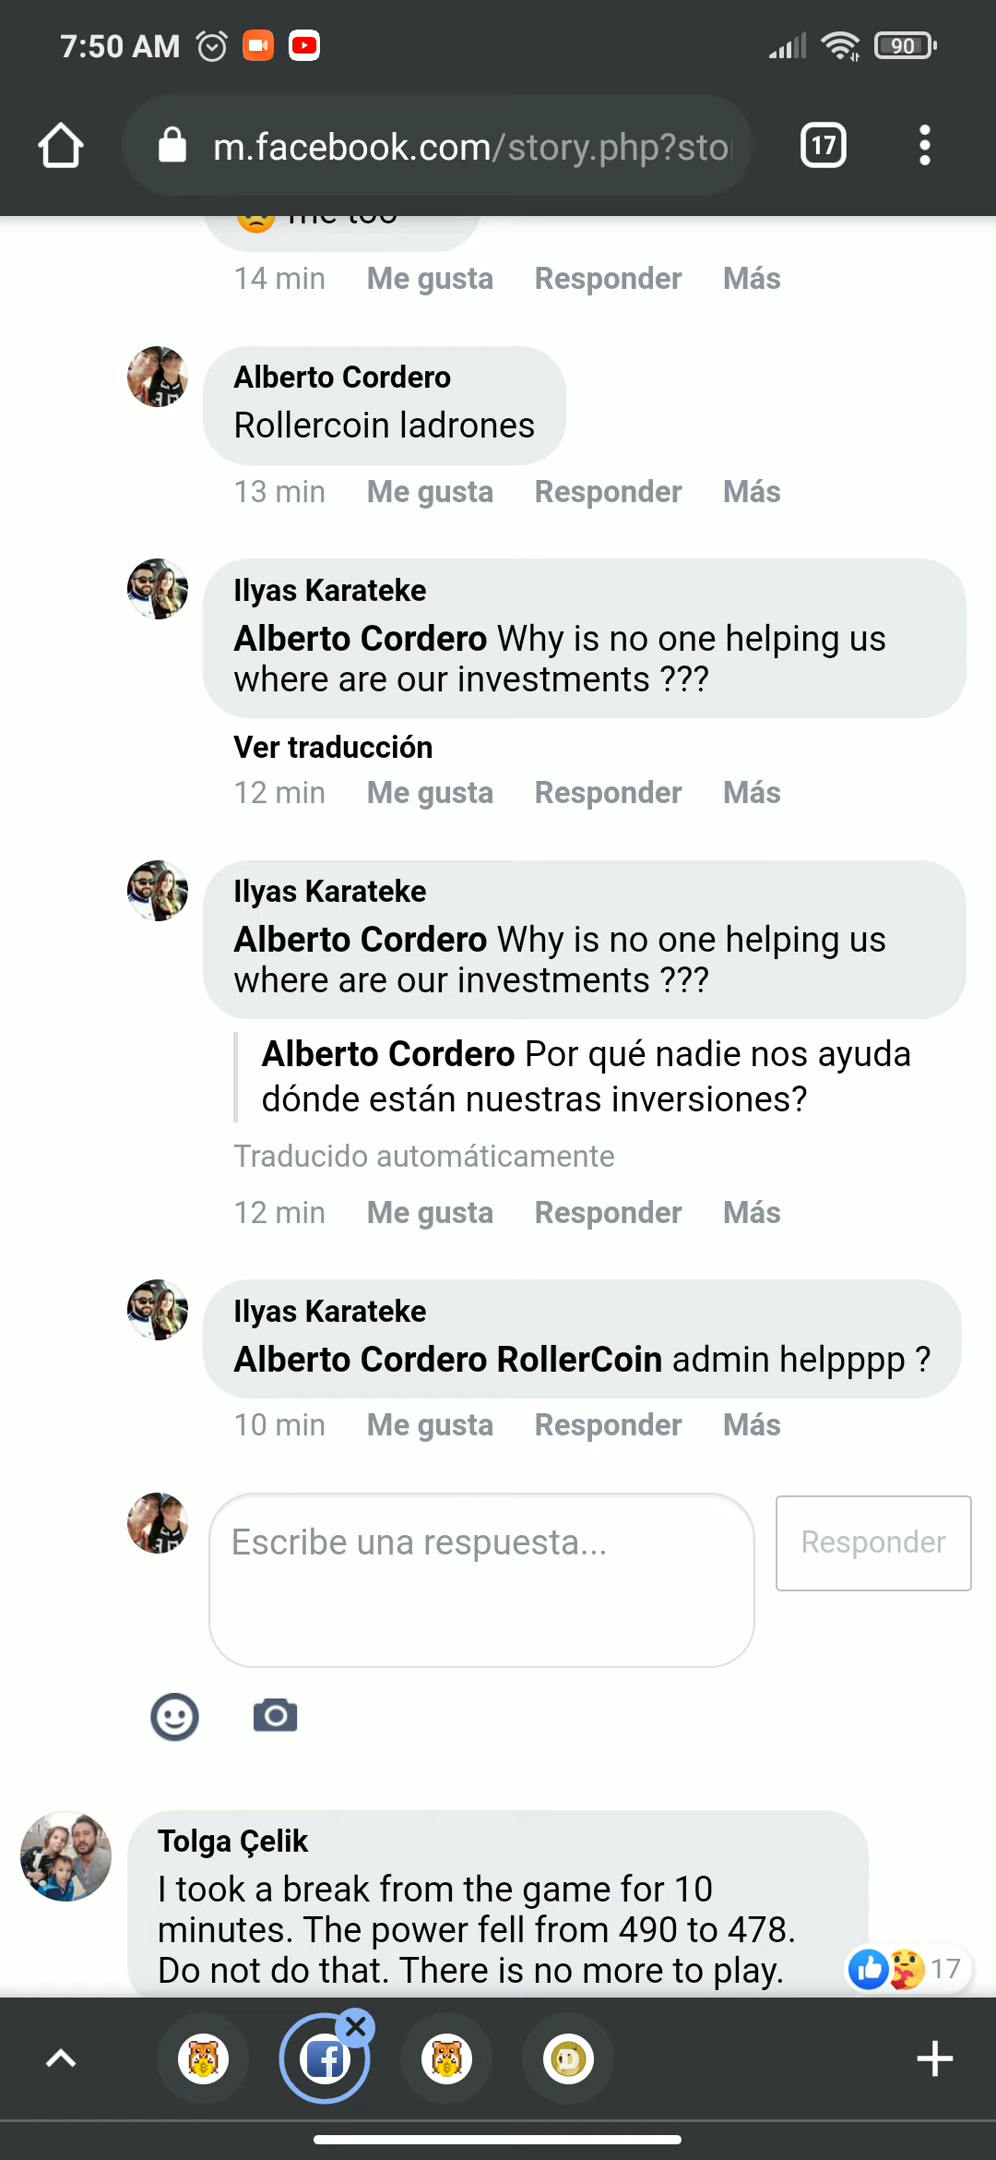 7:50 AM
90
m.facebook.com/story.php?sto
17
me too
14 min Me gusta Responder Más
Alberto Cordero
Rollercoin ladrones
13 min Me gusta Responder Más
Ilyas Karateke
Alberto Cordero Why is no one helping us
where are our investments ???
Ver traducción
12 min Me gusta Responder Más
Ilyas Karateke
Alberto Cordero Why is no one helping us
where are our investments ???
Alberto Cordero Por qué nadie nos ayuda
dónde están nuestras inversiones?
Traducido automáticamente
12 min Me gusta Responder Más
Ilyas Karateke
Alberto Cordero RollerCoin admin helpppp ?
10 min Me gusta Responder Más
Escribe una respuesta...
Responder
Tolga Çelik
I took a break from the game for 10
minutes. The power fell from 490 to 478.
Do not do that. There is no more to play.
17